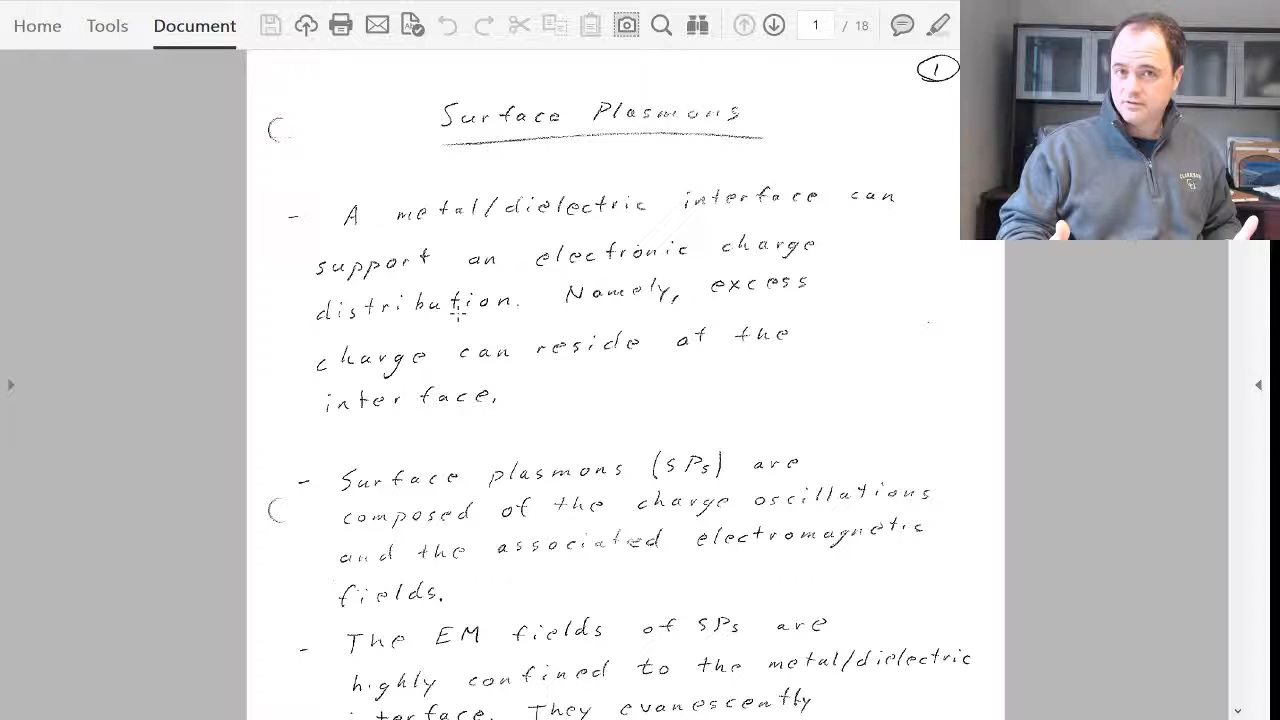 Home Tools Document 1 / 18
1
Surface Plasmons
- A metal/dielectric interface can
support an electronic charge
distribution. Namely, excess
charge can reside at the
interface.
- Surface plasmons (SPs) are
composed of the charge oscillations
and the associated electromagnetic
fields.
- The EM fields of SPs are
highly confined to the metal/dielectric
interface. They evanescently